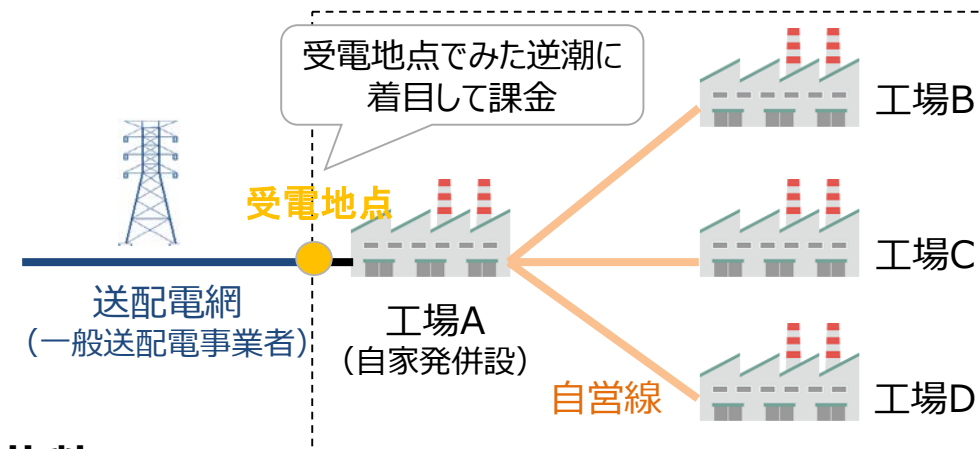 受電地点でみた逆潮に
着目して課金
工場B
受電地点
工場C
送配電網
（一般送配電事業者）
工場A
（自家発併設）
自営線
工場D